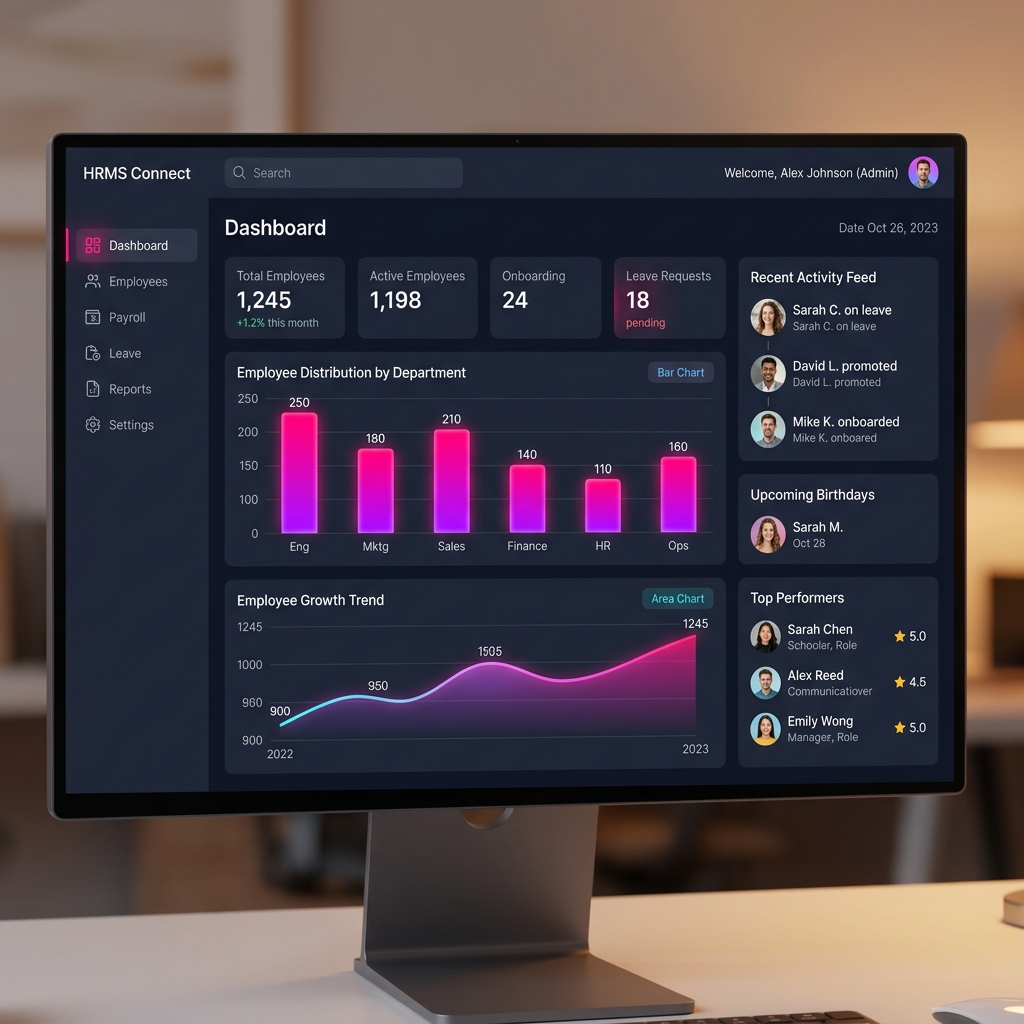 HRMS Connect
Search
Welcome, Alex Johnson (Admin)
Dashboard
Employees
Payroll
Leave
Reports
Settings
Dashboard
Date Oct 26, 2023
Total Employees
1,245
+1.2% this month
Active Employees
1,198
Onboarding
24
Leave Requests
18
pending
Employee Distribution by Department
Bar Chart
250
200
150
100
0
250
180
210
140
110
160
Eng
Mktg
Sales
Finance
HR
Ops
Employee Growth Trend
Area Chart
1245
1000
960
900
900
950
1505
1245
2022
2023
Recent Activity Feed
Sarah C. on leave
Sarah C. on leave
David L. promoted
David L. promoted
Mike K. onboarded
Mike K. onboared
Upcoming Birthdays
Sarah M.
Oct 28
Top Performers
Sarah Chen
Schooler, Role
5.0
Alex Reed
Communicatiover
4.5
Emily Wong
Manager, Role
5.0